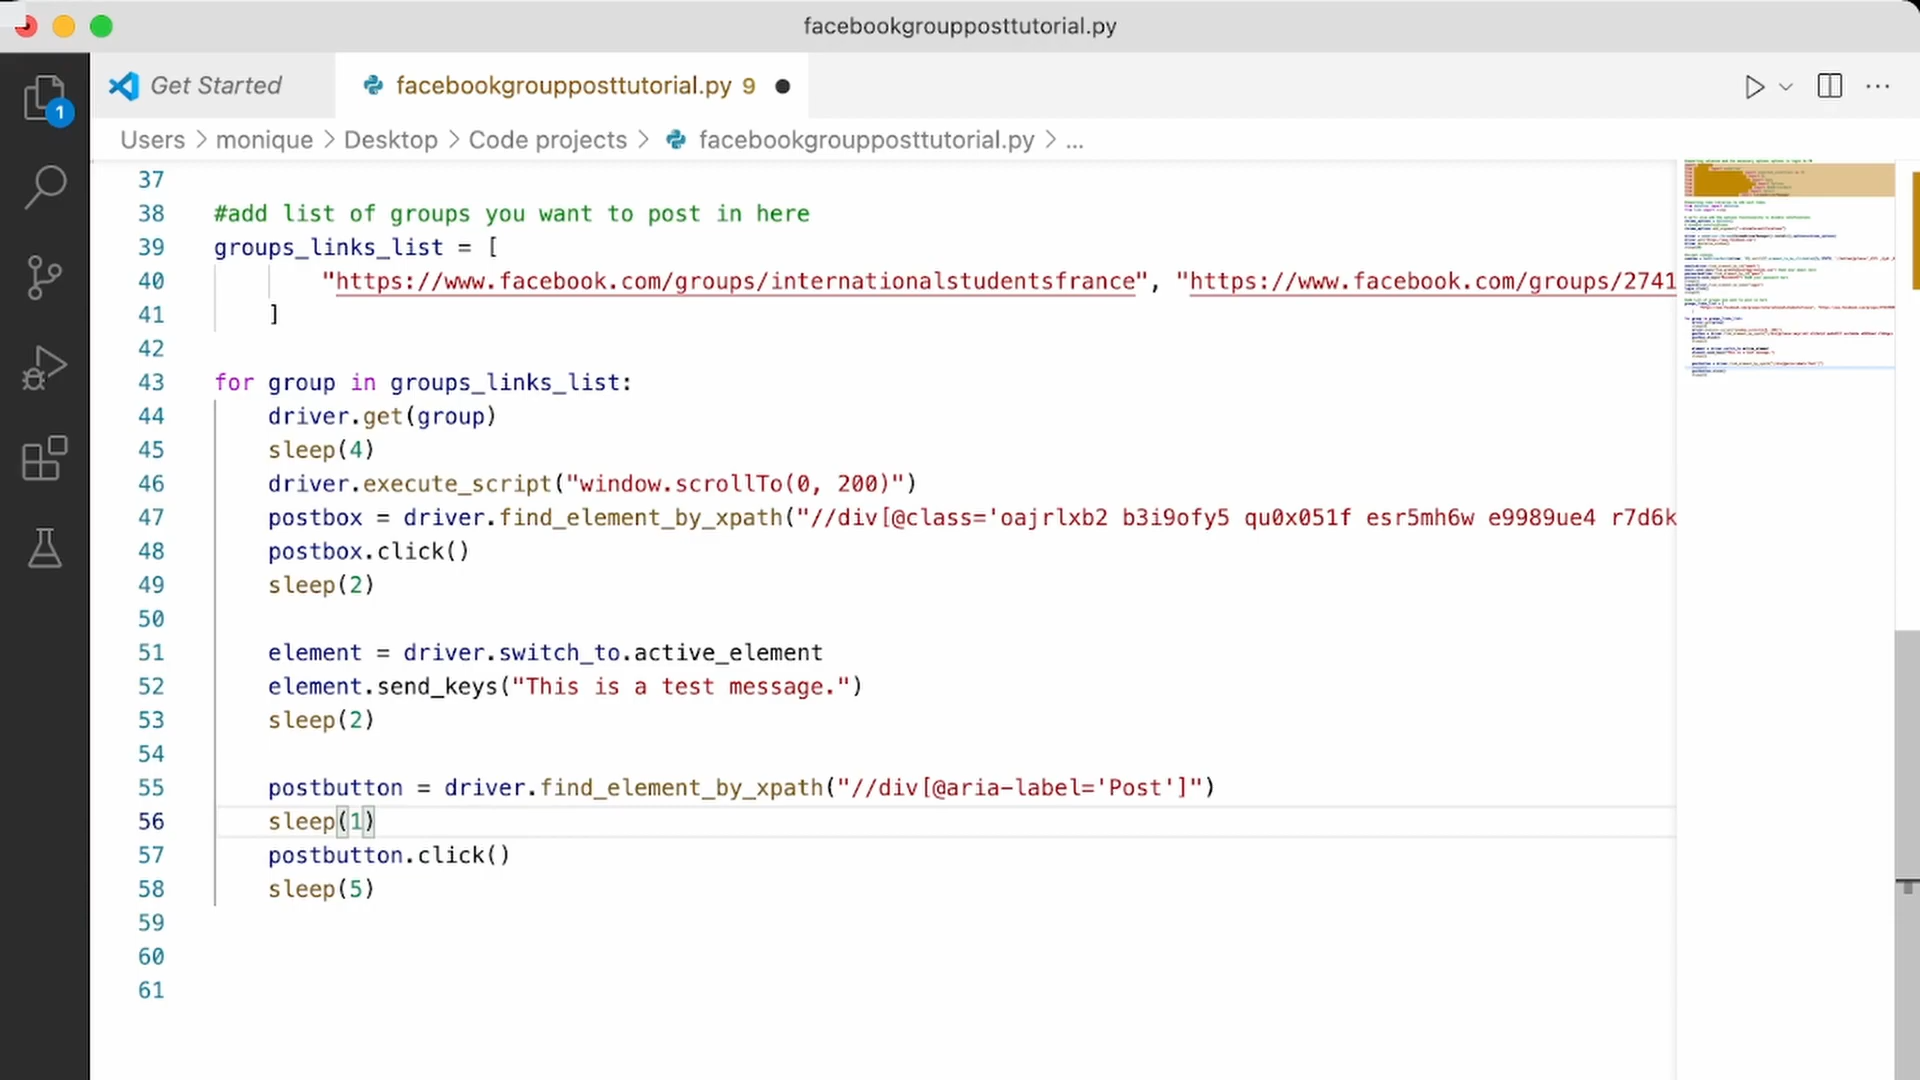 facebookgroupposttutorial.py
Get Started
facebookgroupposttutorial.py 9
1
Users > monique > Desktop > Code projects > facebookgroupposttutorial.py > ...
37
38 #add list of groups you want to post in here
39 groups_links_list = [
40 "https://www.facebook.com/groups/internationalstudentsfrance", "https://www.facebook.com/groups/2741
41 ]
42
43 for group in groups_links_list:
44 driver.get(group)
45 sleep(4)
46 driver.execute_script("window.scrollTo(0, 200)")
47 postbox = driver.find_element_by_xpath("//div[@class='oajrlxb2 b3i9ofy5 qu0x051f esr5mh6w e9989ue4 r7d6k
48 postbox.click()
49 sleep(2)
50
51 element = driver.switch_to.active_element
52 element.send_keys("This is a test message.")
53 sleep(2)
54
55 postbutton = driver.find_element_by_xpath("//div[@aria-label='Post']")
56 sleep(1)
57 postbutton.click()
58 sleep(5)
59
60
61